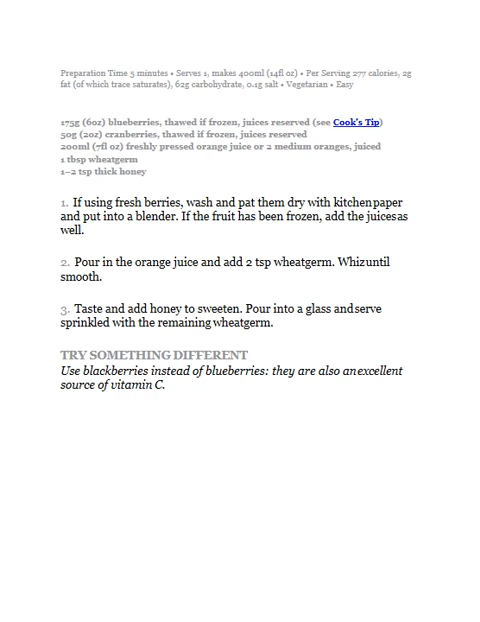 Preparation Time 5 minutes • Serves 1, makes 400ml (14fl oz) • Per Serving 277 calories, 2g
fat (of which trace saturates), 62g carbohydrate, 0.1g salt • Vegetarian • Easy
175g (6oz) blueberries, thawed if frozen, juices reserved (see Cook's Tip)
50g (2oz) cranberries, thawed if frozen, juices reserved
200ml (7fl oz) freshly pressed orange juice or 2 medium oranges, juiced
1 tbsp wheatgerm
1–2 tsp thick honey
1. If using fresh berries, wash and pat them dry with kitchenpaper
and put into a blender. If the fruit has been frozen, add the juicesas
well.
2. Pour in the orange juice and add 2 tsp wheatgerm. Whizuntil
smooth.
3. Taste and add honey to sweeten. Pour into a glass andserve
sprinkled with the remaining wheatgerm.
TRY SOMETHING DIFFERENT
Use blackberries instead of blueberries: they are also anexcellent
source of vitamin C.